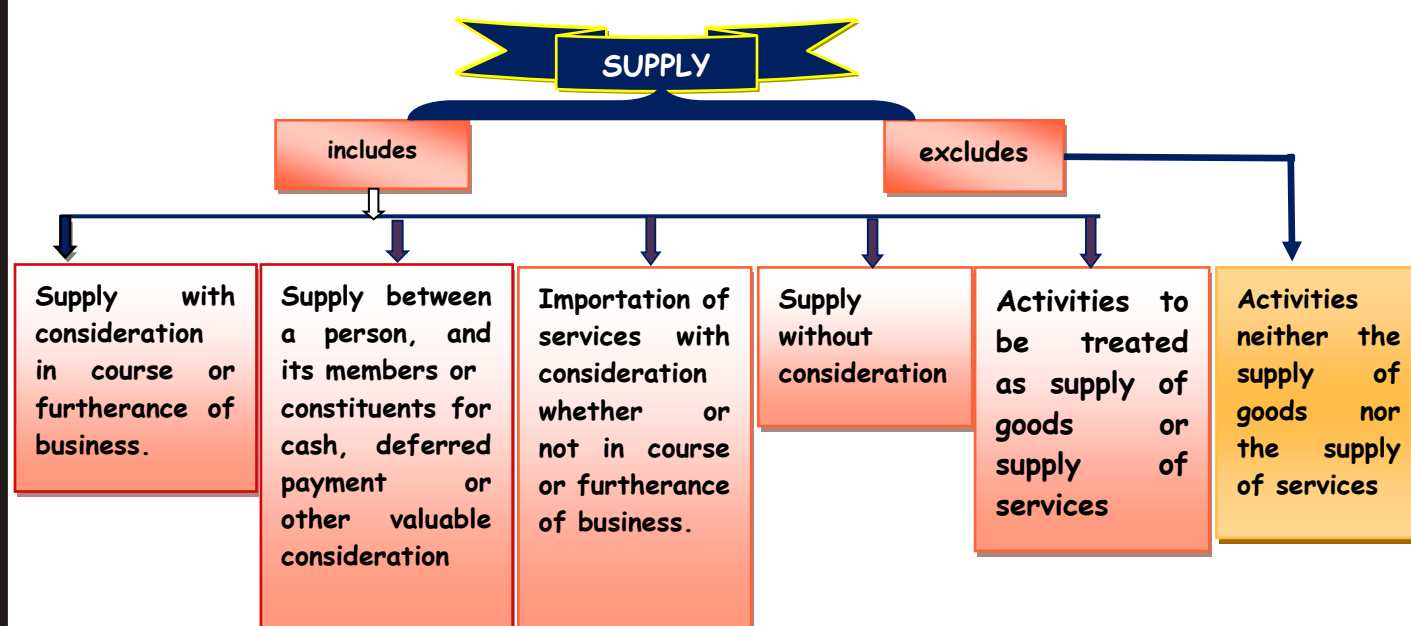 SUPPLY
includes
excludes
Supply with
consideration
in course or
furtherance of
business.
Supply between
a person, and
its members or
constituents for
cash, deferred
payment or
other valuable
consideration
Importation of
services with
consideration
whether or
not in course
or furtherance
of business.
Supply
without
consideration
Activities to
be treated
as supply of
goods or
supply of
services
Activities
neither the
supply of
goods nor
the supply
of services